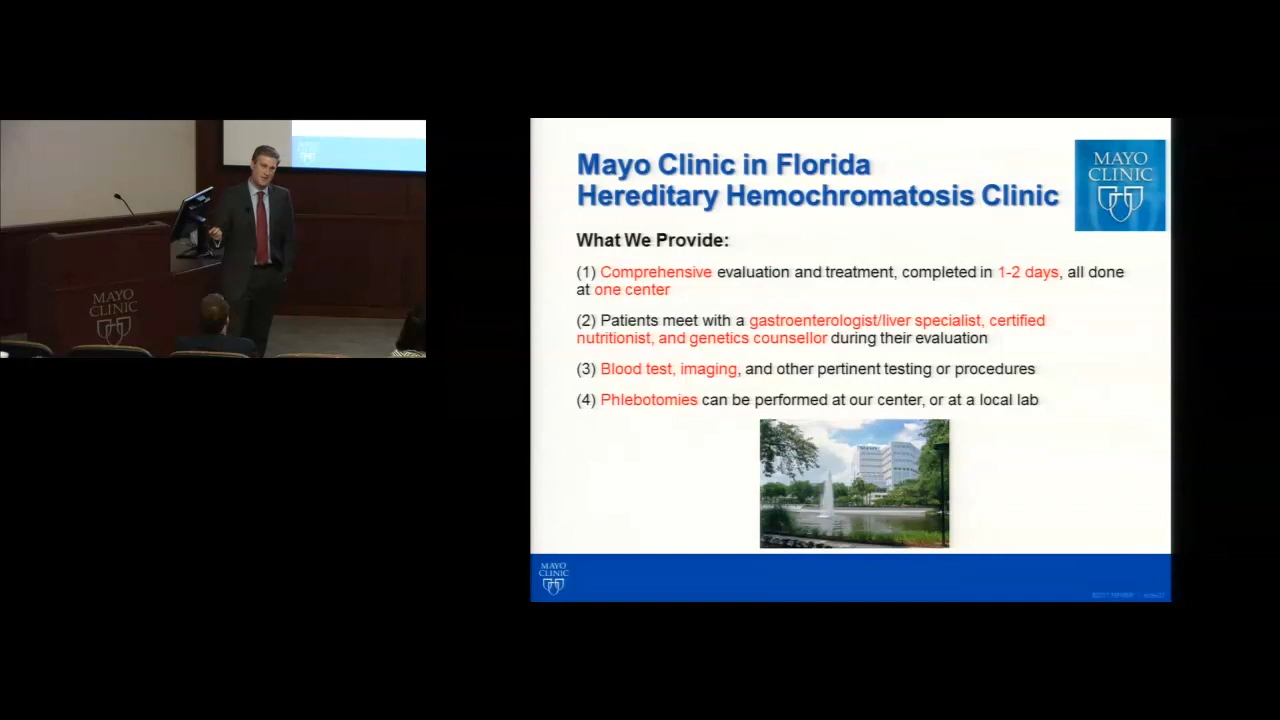 MAYO
CLINIC
Mayo Clinic in Florida
Hereditary Hemochromatosis Clinic
MAYO
CLINIC
What We Provide:
(1) Comprehensive evaluation and treatment, completed in 1-2 days, all done
at one center
(2) Patients meet with a gastroenterologist/liver specialist, certified
nutritionist, and genetics counsellor during their evaluation
(3) Blood test, imaging, and other pertinent testing or procedures
(4) Phlebotomies can be performed at our center, or at a local lab
MAYO
CLINIC